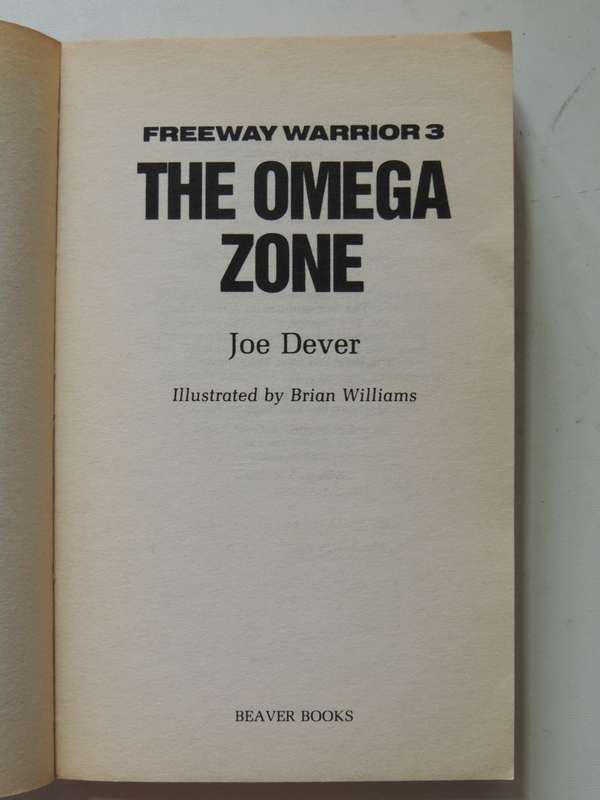 FREEWAY WARRIOR 3
THE OMEGA
ZONE
Joe Dever
Illustrated by Brian Williams
BEAVER BOOKS